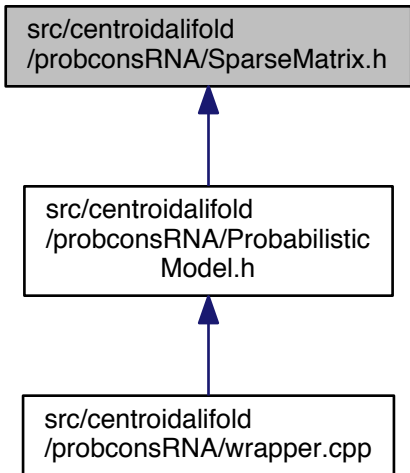 src/centroidalifold
/probconsRNA/SparseMatrix.h
src/centroidalifold
/probconsRNA/Probabilistic
Model.h
src/centroidalifold
/probconsRNA/wrapper.cpp